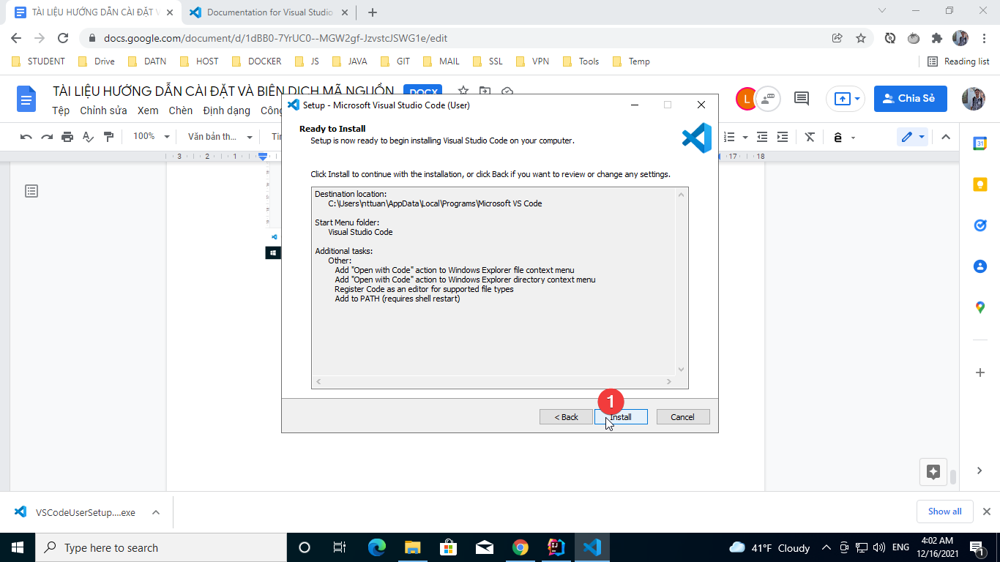 TÀI LIỆU HƯỚNG DẪN CÀI ĐẶT V
Documentation for Visual Studio
docs.google.com/document/d/1dBB0-7YrUC0--MGW2gf-JzvstcJSWG1e/edit
STUDENT Drive DATN HOST DOCKER JS JAVA GIT MAIL SSL VPN Tools Temp Reading list
TÀI LIỆU HƯỚNG DẪN CÀI ĐẶT VÀ BIÊN DỊCH MÃ NGUỒN DOCX
Tệp Chỉnh sửa Xem Chèn Định dạng Côn
L
Chia Sẻ
100% Văn bản th...
3 2 1 17 18
Setup - Microsoft Visual Studio Code (User)
Ready to Install
Setup is now ready to begin installing Visual Studio Code on your computer.
Click Install to continue with the installation, or click Back if you want to review or change any settings.
Destination location:
C:\Users\nttuan\AppData\Local\Programs\Microsoft VS Code
Start Menu folder:
Visual Studio Code
Additional tasks:
Other:
Add "Open with Code" action to Windows Explorer file context menu
Add "Open with Code" action to Windows Explorer directory context menu
Register Code as an editor for supported file types
Add to PATH (requires shell restart)
1
< Back Install Cancel
VSCodeUserSetup....exe
Show all
Type here to search
41°F Cloudy
ENG
4:02 AM
12/16/2021
1